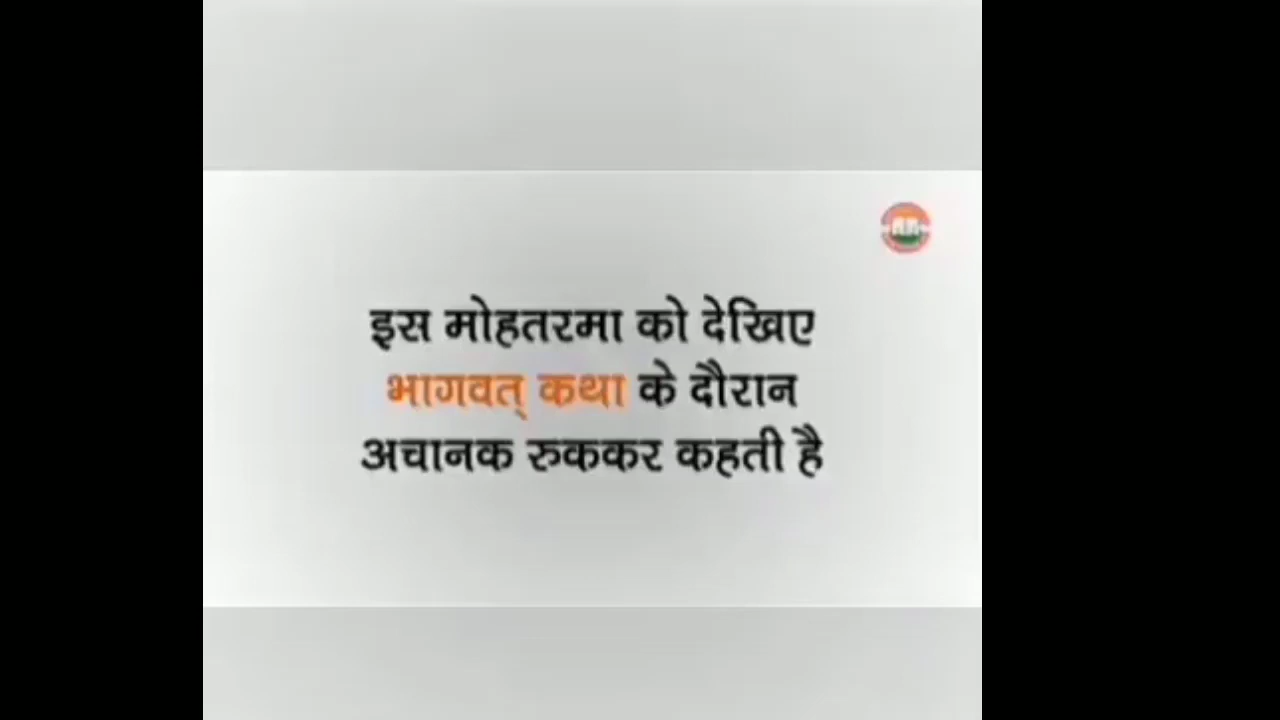 इस मोहतरमा को देखिए
भागवत् कथा के दौरान
अचानक रुककर कहती है